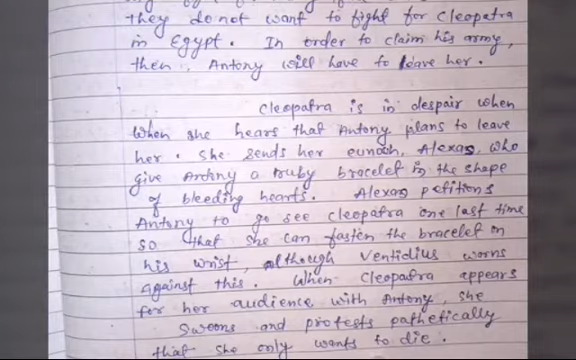 they do not want to fight for Cleopatra
in Egypt. In order to claim his army,
then, Antony will have to leave her.
Cleopatra is in despair when
when she hears that Antony plans to leave
her. She sends her eunoch, Alexas, who
give Antony a ruby bracelet in the shape
of bleeding hearts. Alexas petitions
Antony to go see cleopatra one last time
so that she can fasten the bracelet on
his wrist, although Ventidius worns
against this. When Cleopatra appears
for her audience with Antony, she
swoons and protests pathetically
that she only wants to die.